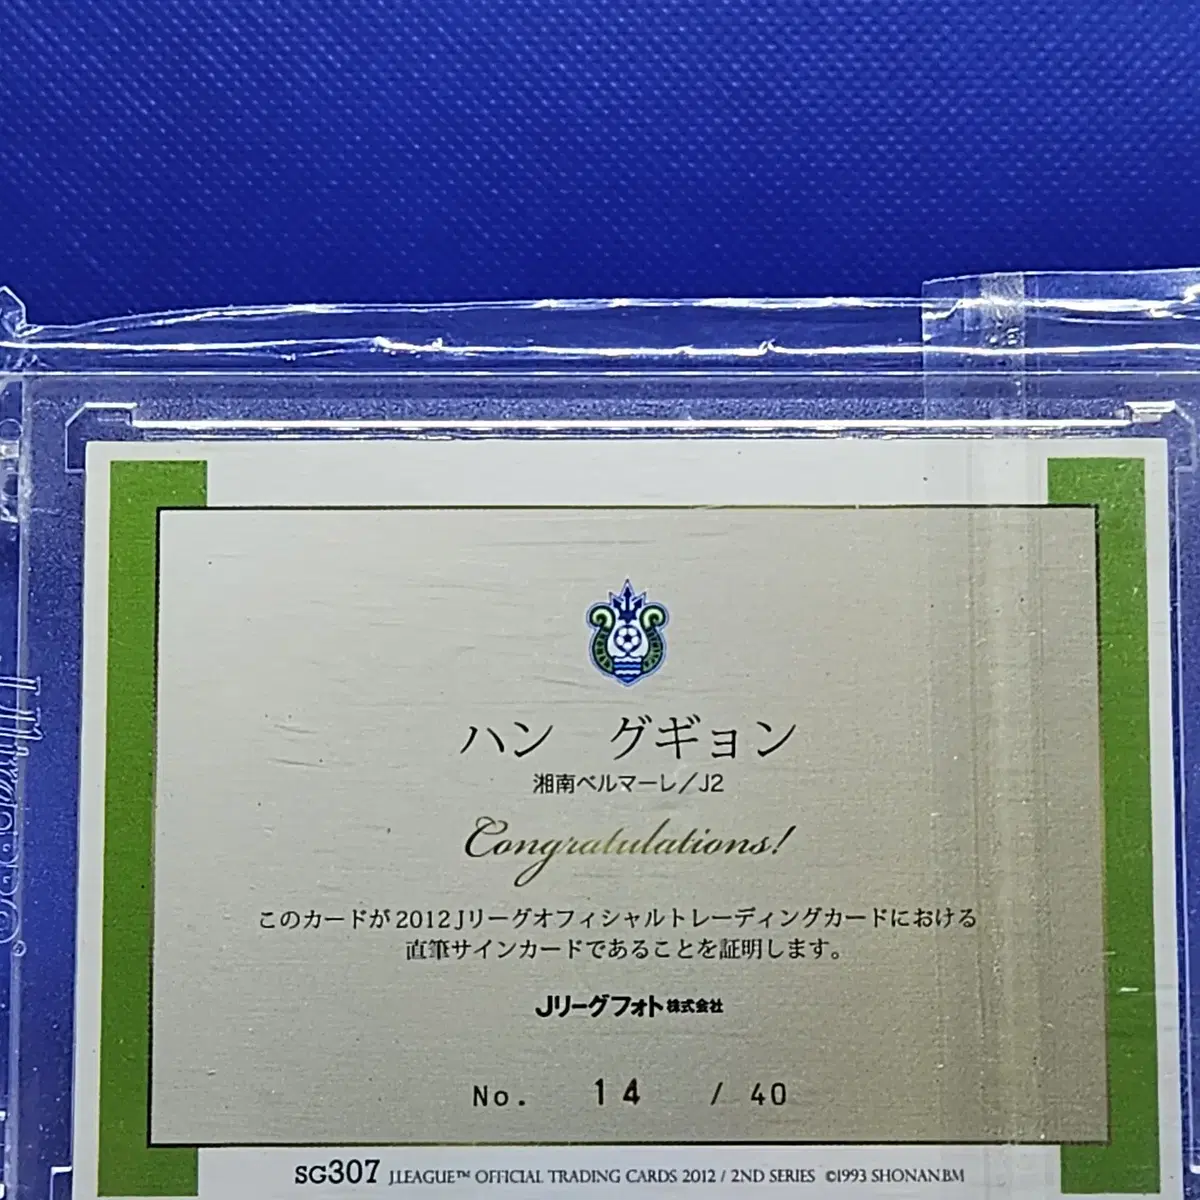 ハン　グギョン
湘南ベルマーレ／J2
Congratulations!
このカードが2012Jリーグオフィシャルトレーディングカードにおける
直筆サインカードであることを証明します。
Jリーグフォト株式会社
No. 14 / 40
SG307 J.LEAGUE™ OFFICIAL TRADING CARDS 2012 / 2ND SERIES ©1993 SHONAN.BM